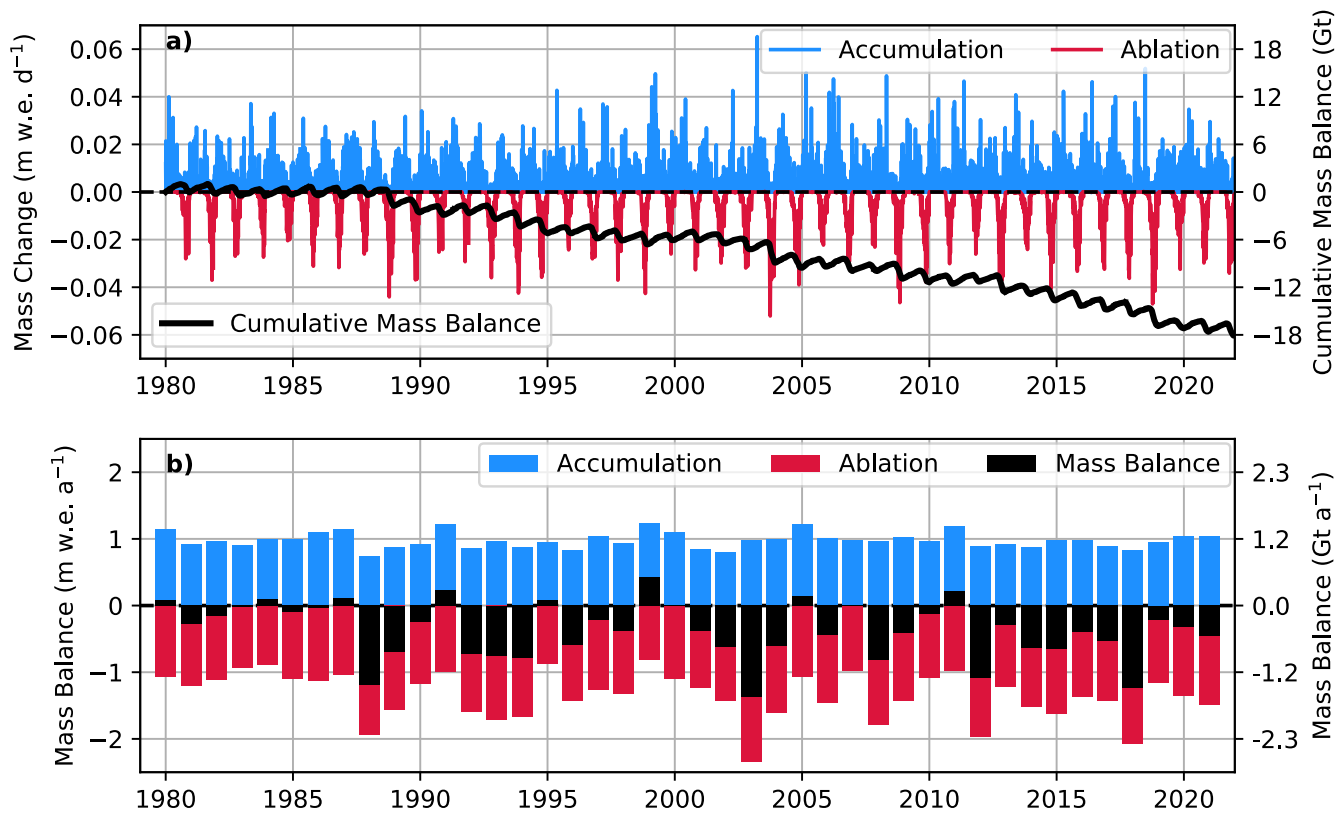 a)
Accumulation
Ablation
Cumulative Mass Balance
Mass Change (m w.e. d⁻¹)
0.06
0.04
0.02
0.00
−0.02
−0.04
−0.06
Cumulative Mass Balance (Gt)
18
12
6
0
−6
−12
−18
1980 1985 1990 1995 2000 2005 2010 2015 2020
b)
Accumulation
Ablation
Mass Balance
Mass Balance (m w.e. a⁻¹)
2
1
0
−1
−2
Mass Balance (Gt a⁻¹)
2.3
1.2
0.0
-1.2
-2.3
1980 1985 1990 1995 2000 2005 2010 2015 2020